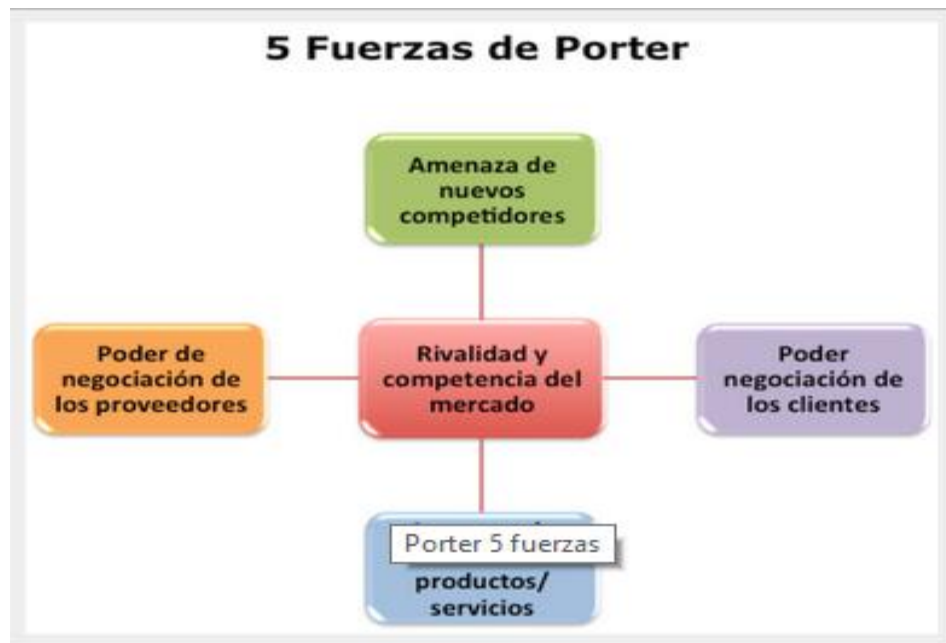 5 Fuerzas de Porter
Amenaza de
nuevos
competidores
Poder de
negociación de
los proveedores
Rivalidad y
competencia del
mercado
Poder
negociación de
los clientes
Porter 5 fuerzas
productos/
servicios